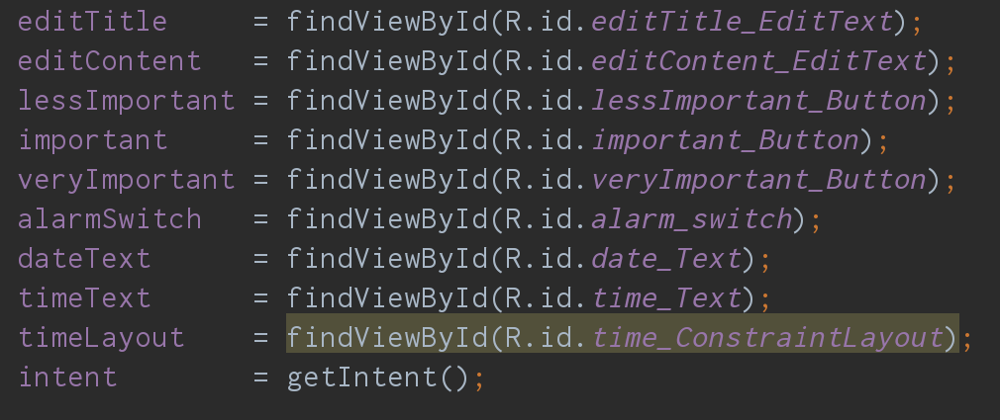 editTitle = findViewById(R.id.editTitle_EditText);
editContent = findViewById(R.id.editContent_EditText);
lessImportant = findViewById(R.id.lessImportant_Button);
important = findViewById(R.id.important_Button);
veryImportant = findViewById(R.id.veryImportant_Button);
alarmSwitch = findViewById(R.id.alarm_switch);
dateText = findViewById(R.id.date_Text);
timeText = findViewById(R.id.time_Text);
timeLayout = findViewById(R.id.time_ConstraintLayout);
intent = getIntent();